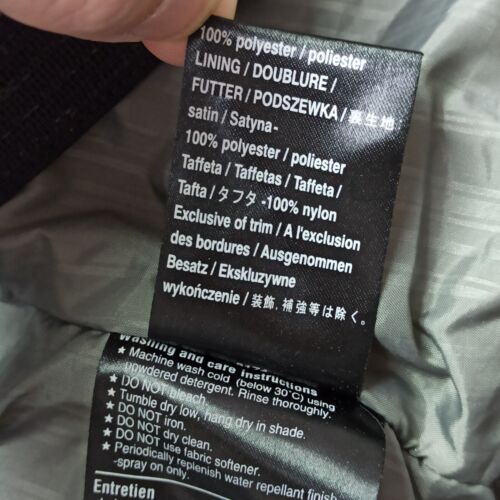 100% polyester / poliester
LINING / DOUBLURE /
FUTTER / PODSZEWKA / 裏生地
satin / Satyna-
100% polyester / poliester
Taffeta / Taffetas / Taffeta /
Tafta / タフタ -100% nylon
Exclusive of trim / A l'exclusion
des bordures / Ausgenommen
Besatz / Ekskluzywne
wykończenie / 装飾,補強等は除く。
Washing and care instructions
★ Machine wash cold (below 30°C) using
powdered detergent. Rinse thoroughly.
★ DO NOT bleach.
★ Tumble dry low, hang dry in shade.
★ DO NOT iron.
★ DO NOT dry clean.
★ DO NOT use fabric softener.
★ Periodically replenish water repellant finish
-spray on only.
Entretien